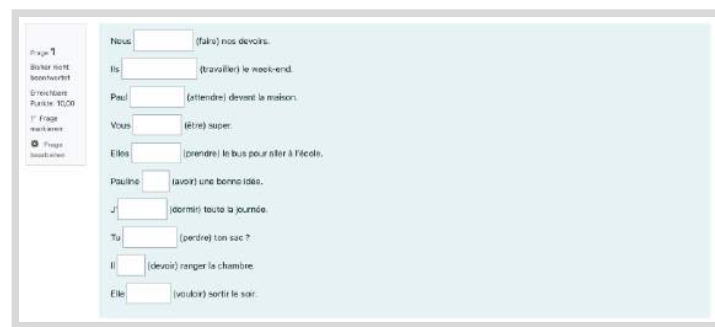 Frage 1
Bisher nicht
beantwortet
Erreichbare
Punkte: 10,00
Frage
markieren
Frage
bearbeiten
Nous (faire) nos devoirs.
Ils (travailler) le week-end.
Paul (attendre) devant la maison.
Vous (être) super.
Elles (prendre) le bus pour aller à l'école.
Pauline (avoir) une bonne idée.
J' (dormir) toute la journée.
Tu (perdre) ton sac ?
Il (devoir) ranger la chambre.
Elle (vouloir) sortir le soir.